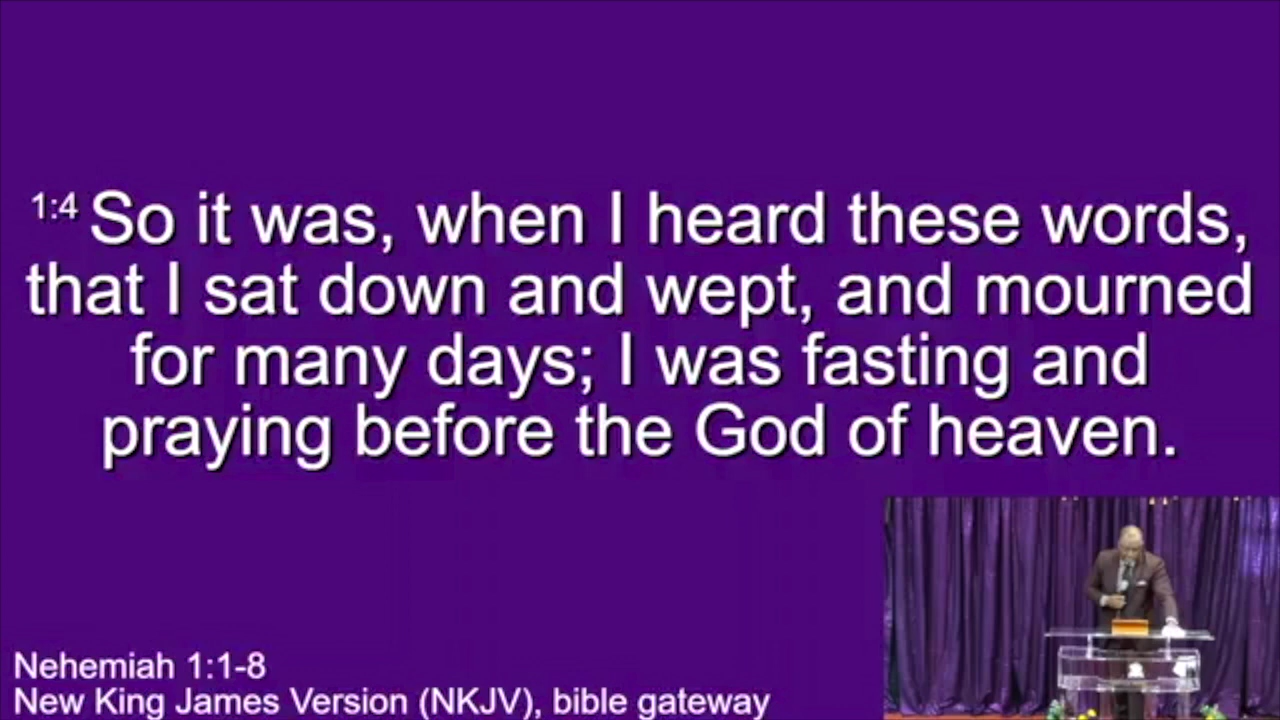 1:4 So it was, when I heard these words,
that I sat down and wept, and mourned
for many days; I was fasting and
praying before the God of heaven.
Nehemiah 1:1-8
New King James Version (NKJV), bible gateway